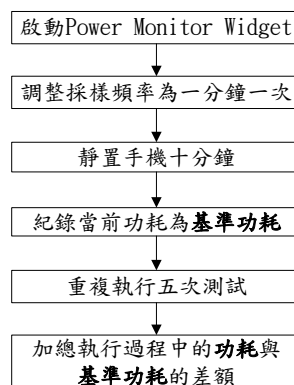 啟動Power Monitor Widget
調整採樣頻率為一分鐘一次
靜置手機十分鐘
紀錄當前功耗為基準功耗
重複執行五次測試
加總執行過程中的功耗與
基準功耗的差額